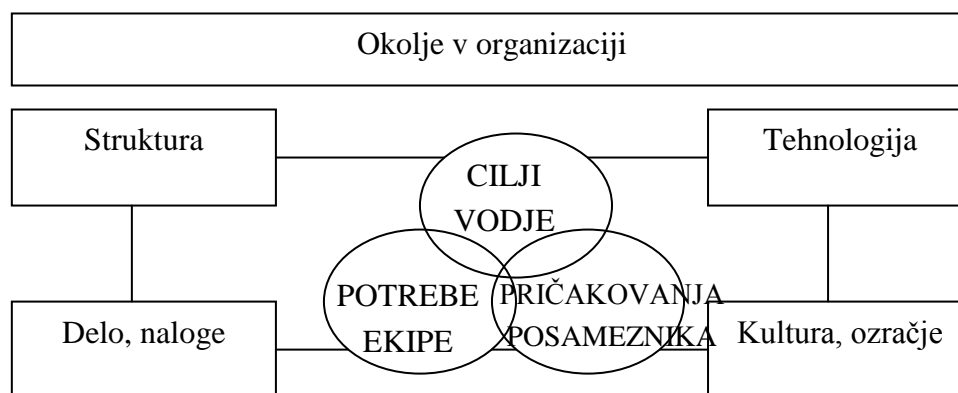 Okolje v organizaciji
Struktura
Tehnologija
CILJI
VODJE
POTREBE
EKIPE
PRIČAKOVANJA
POSAMEZNIKA
Delo, naloge
Kultura, ozračje